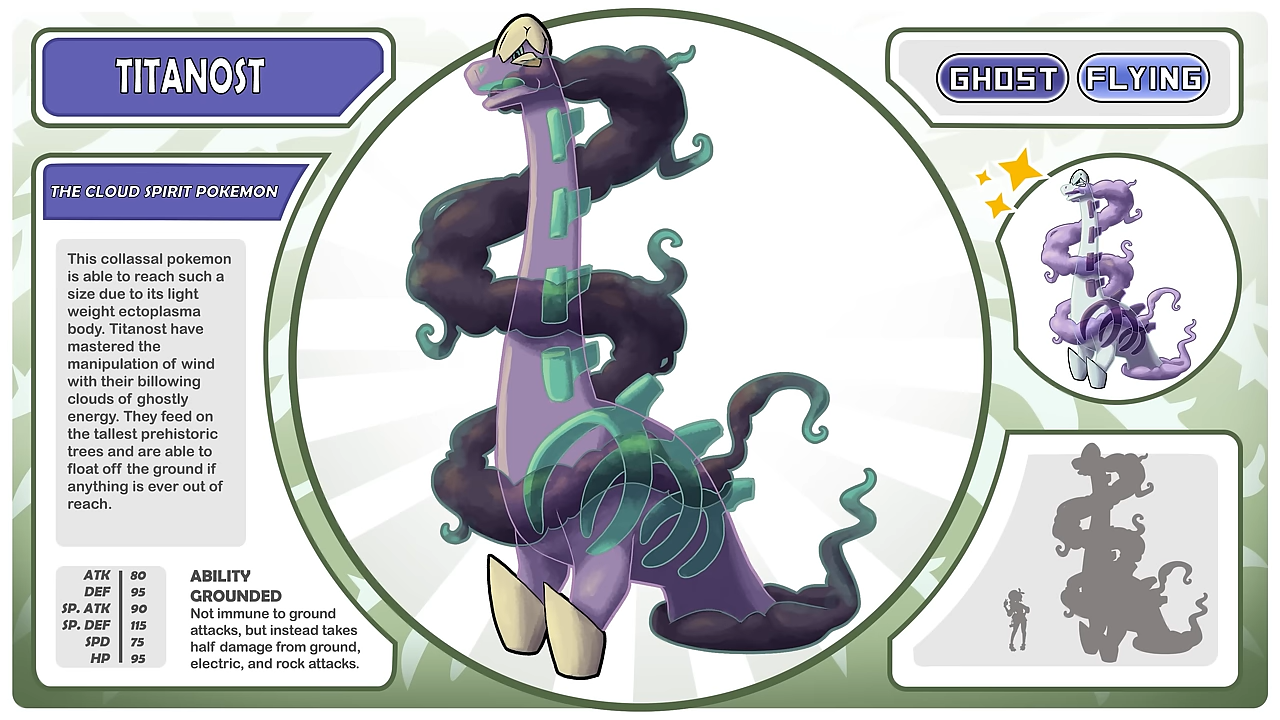 TITANOST
GHOST FLYING
THE CLOUD SPIRIT POKEMON
This collassal pokemon
is able to reach such a
size due to its light
weight ectoplasma
body. Titanost have
mastered the
manipulation of wind
with their billowing
clouds of ghostly
energy. They feed on
the tallest prehistoric
trees and are able to
float off the ground if
anything is ever out of
reach.
ATK 80
DEF 95
SP. ATK 90
SP. DEF 115
SPD 75
HP 95
ABILITY
GROUNDED
Not immune to ground
attacks, but instead takes
half damage from ground,
electric, and rock attacks.